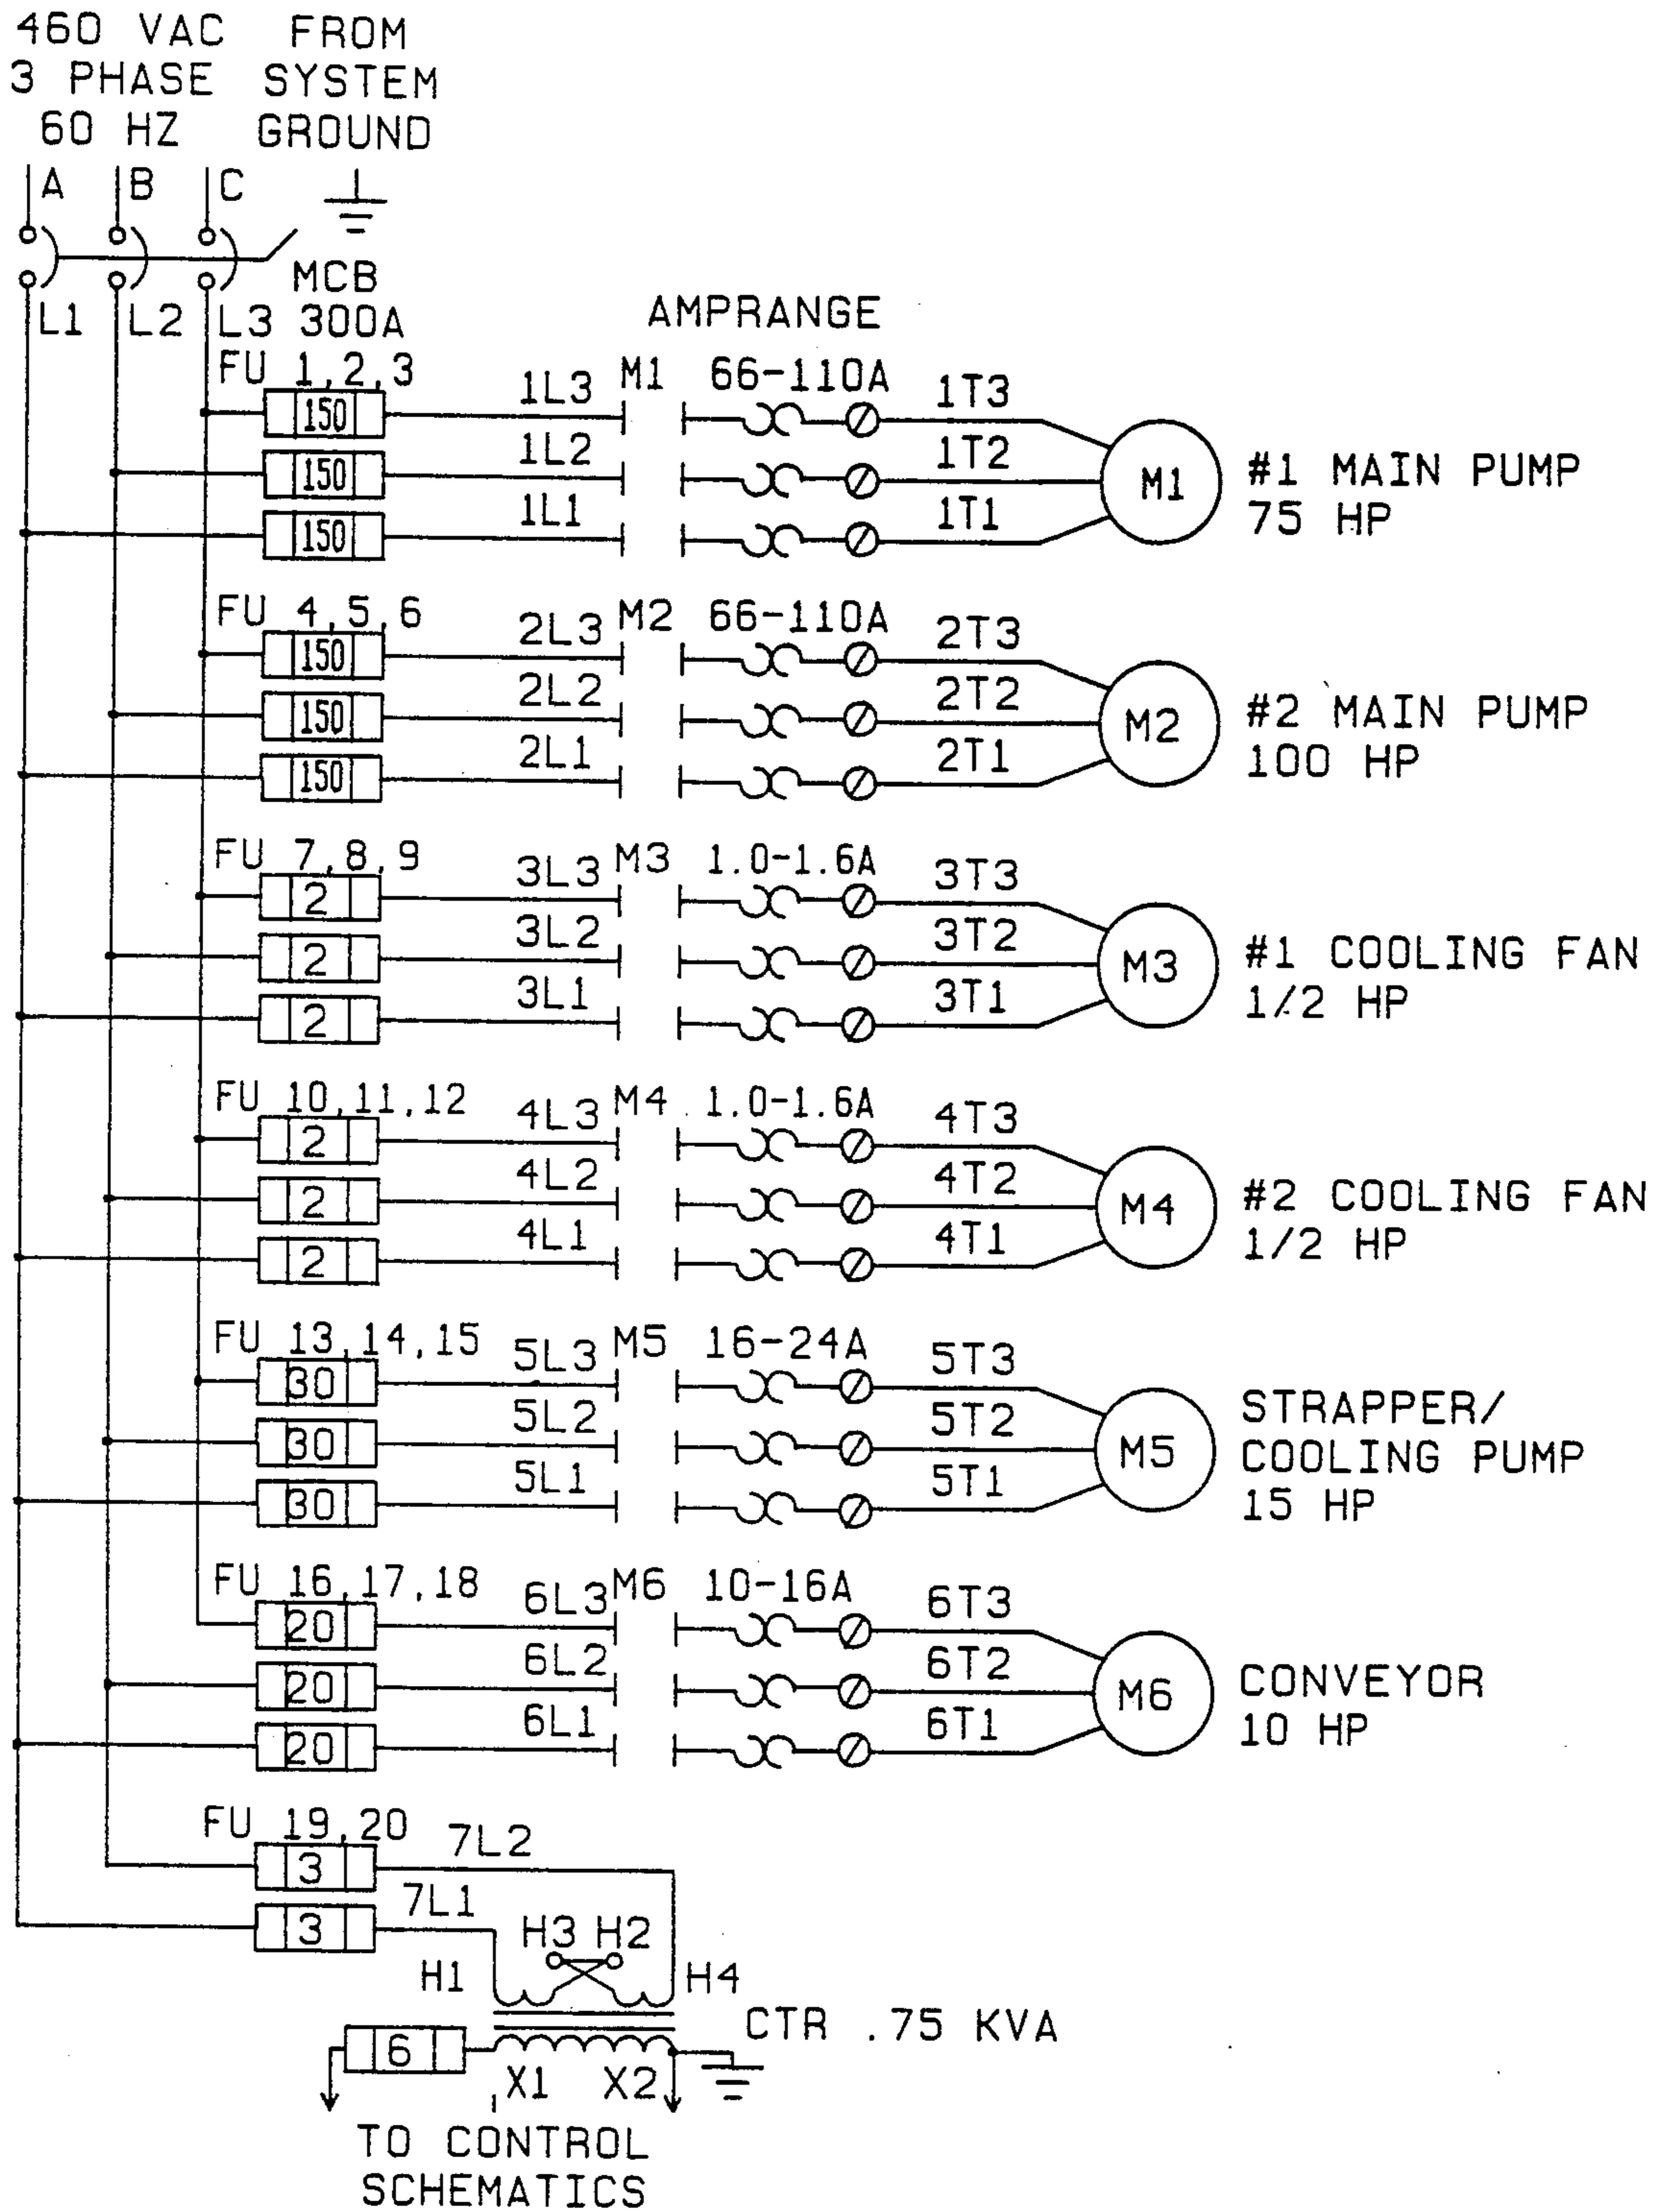 460 VAC FROM
3 PHASE SYSTEM
60 HZ GROUND
A B C
MCB
L1 L2 L3 300A
AMPRANGE
FU 1,2,3
1L3 M1 66-110A 1T3
150
1L2 1T2
150
1L1 1T1
150
M1
#1 MAIN PUMP
75 HP
FU 4,5,6
2L3 M2 66-110A 2T3
150
2L2 2T2
150
2L1 2T1
150
M2
#2 MAIN PUMP
100 HP
FU 7,8,9
3L3 M3 1.0-1.6A 3T3
2
3L2 3T2
2
3L1 3T1
2
M3
#1 COOLING FAN
1/2 HP
FU 10,11,12
4L3 M4 1.0-1.6A 4T3
2
4L2 4T2
2
4L1 4T1
2
M4
#2 COOLING FAN
1/2 HP
FU 13,14,15
5L3 M5 16-24A 5T3
30
5L2 5T2
30
5L1 5T1
30
M5
STRAPPER/
COOLING PUMP
15 HP
FU 16,17,18
6L3 M6 10-16A 6T3
20
6L2 6T2
20
6L1 6T1
20
M6
CONVEYOR
10 HP
FU 19,20
7L2
3
7L1
3
H3 H2
H1 H4
CTR .75 KVA
6
X1 X2
TO CONTROL
SCHEMATICS